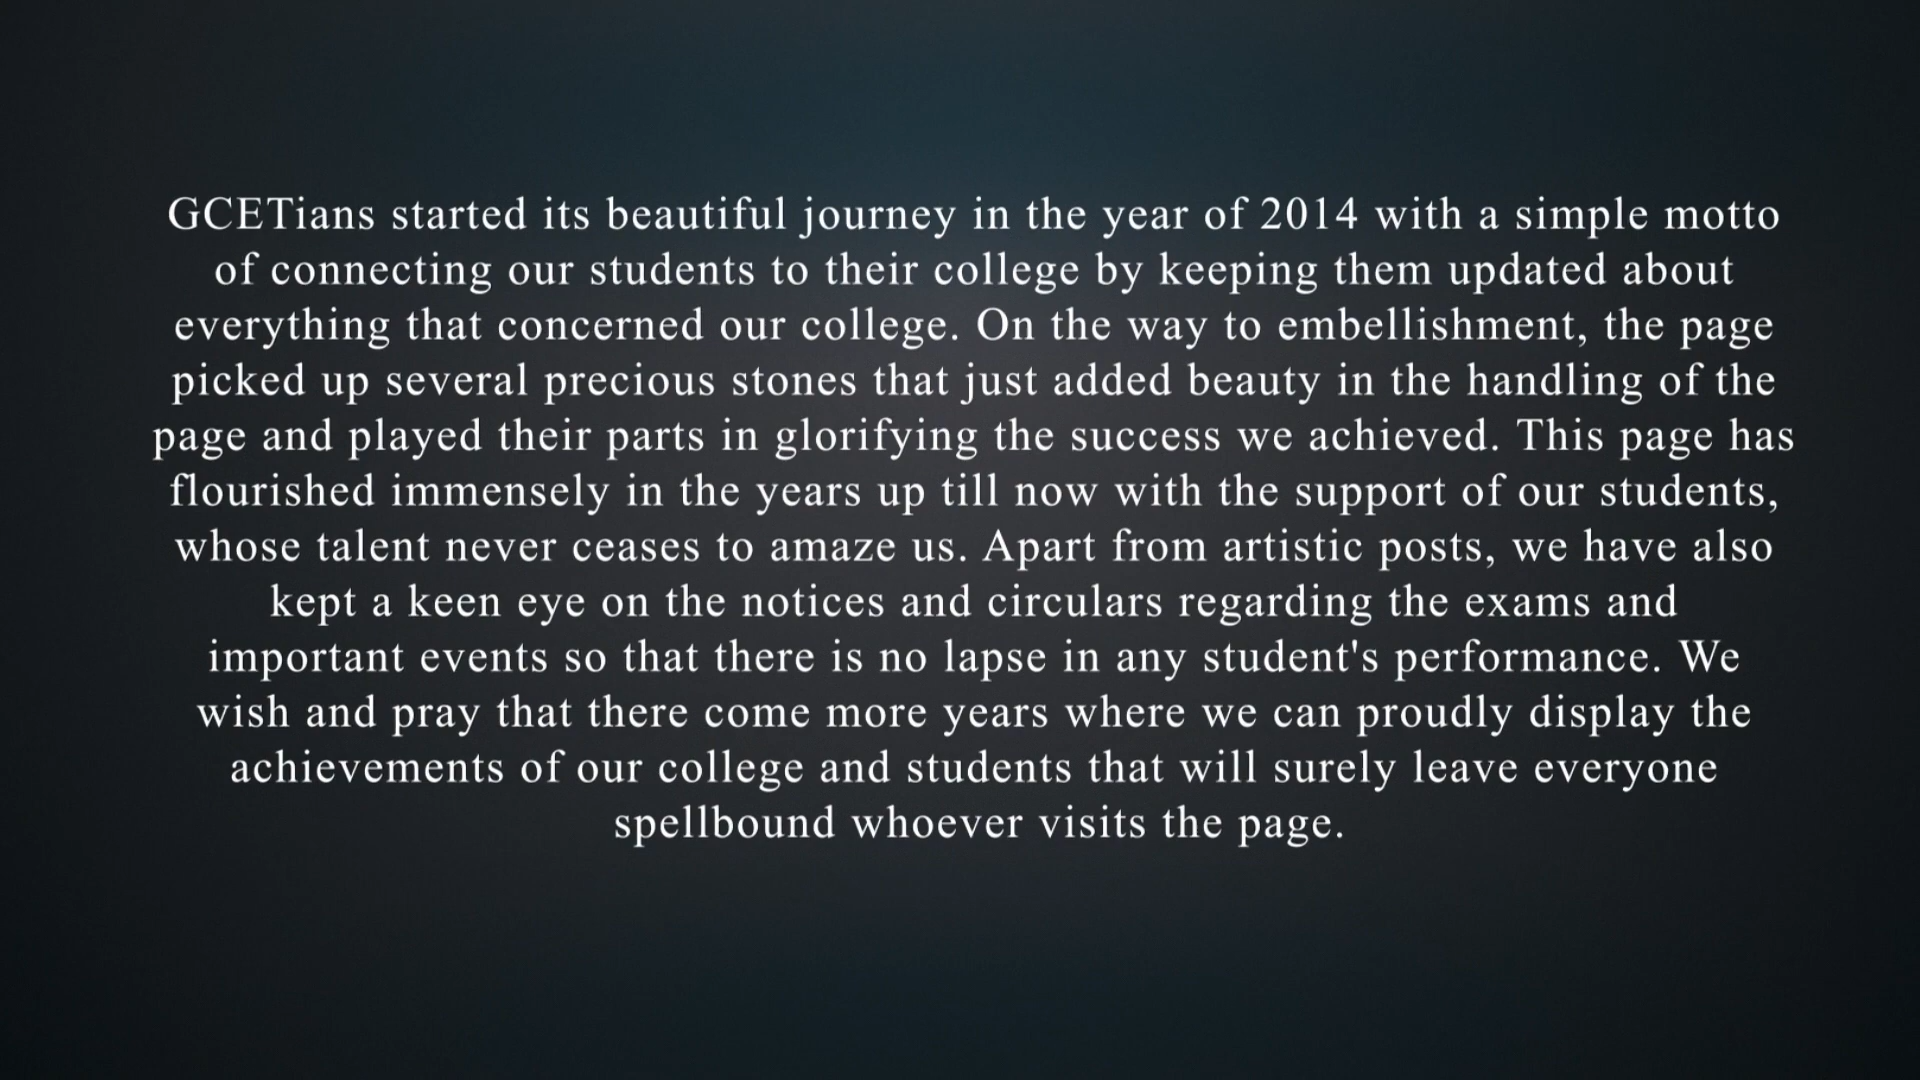 GCETians started its beautiful journey in the year of 2014 with a simple motto
of connecting our students to their college by keeping them updated about
everything that concerned our college. On the way to embellishment, the page
picked up several precious stones that just added beauty in the handling of the
page and played their parts in glorifying the success we achieved. This page has
flourished immensely in the years up till now with the support of our students,
whose talent never ceases to amaze us. Apart from artistic posts, we have also
kept a keen eye on the notices and circulars regarding the exams and
important events so that there is no lapse in any student's performance. We
wish and pray that there come more years where we can proudly display the
achievements of our college and students that will surely leave everyone
spellbound whoever visits the page.